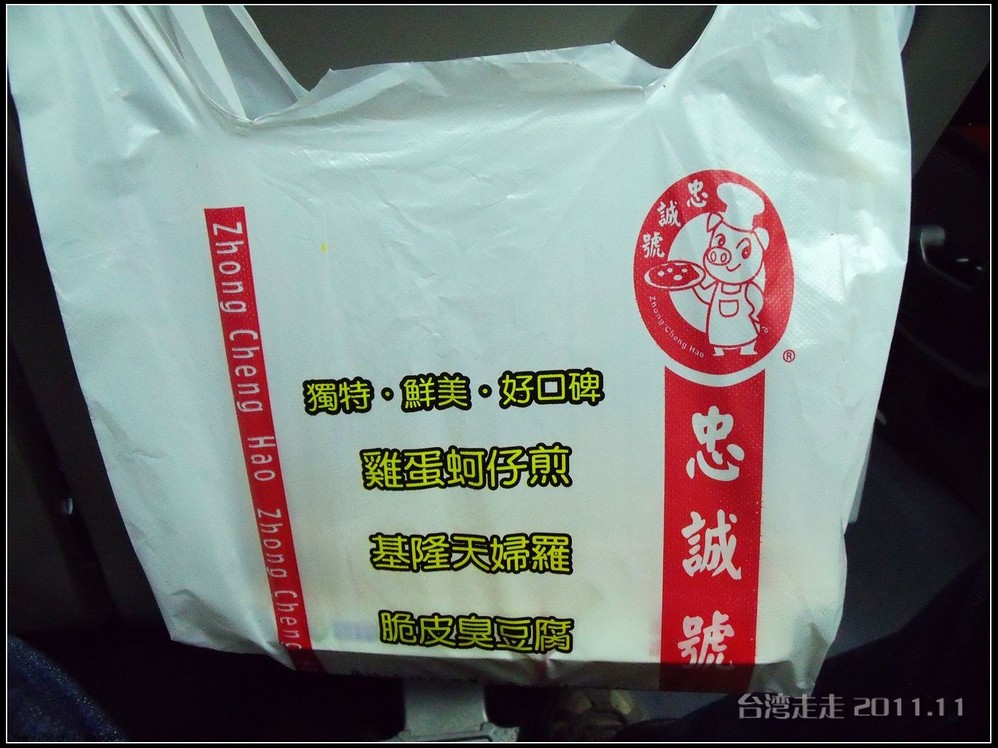 Zhong Cheng Hao Zhong Cheng
獨特・鮮美・好口碑
雞蛋蚵仔煎
基隆天婦羅
脆皮臭豆腐
忠誠號
Zhong Cheng Hao
®
忠誠號
台湾走走 2011.11